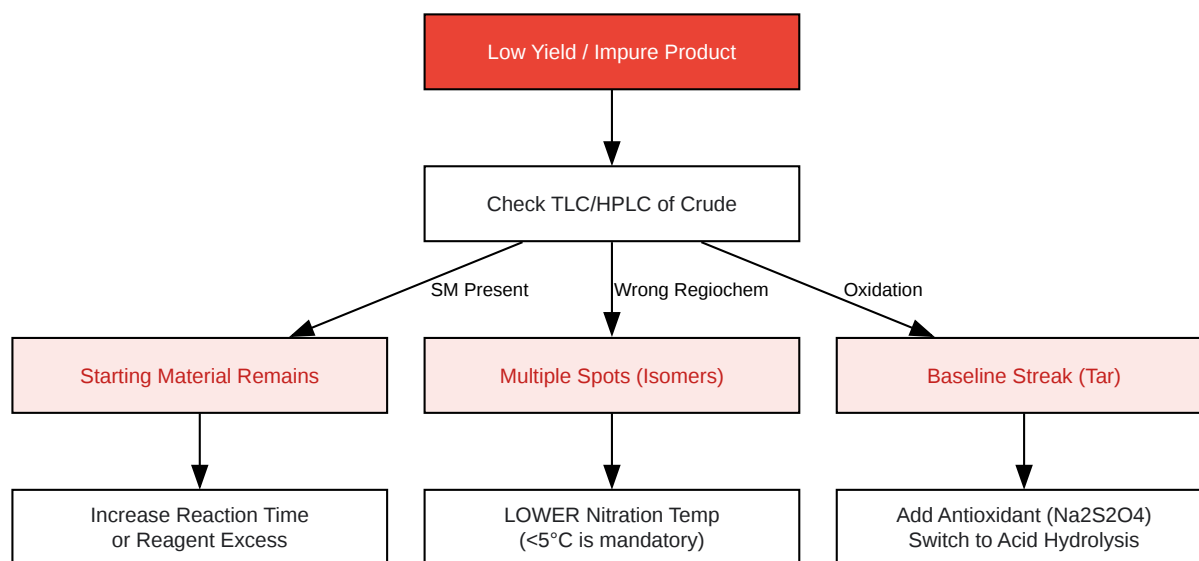 Low Yield / Impure Product
Check TLC/HPLC of Crude
SM Present
Wrong Regiochem
Oxidation
Starting Material Remains
Multiple Spots (Isomers)
Baseline Streak (Tar)
Increase Reaction Time
or Reagent Excess
LOWER Nitration Temp
(<5°C is mandatory)
Add Antioxidant (Na2S2O4)
Switch to Acid Hydrolysis